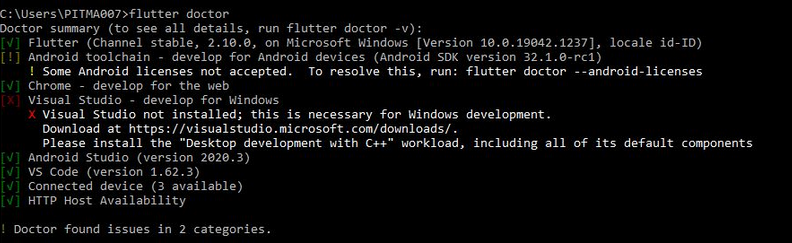 C:\Users\PITMA007>flutter doctor
Doctor summary (to see all details, run flutter doctor -v):
[√] Flutter (Channel stable, 2.10.0, on Microsoft Windows [Version 10.0.19042.1237], locale id-ID)
[!] Android toolchain - develop for Android devices (Android SDK version 32.1.0-rc1)
! Some Android licenses not accepted.  To resolve this, run: flutter doctor --android-licenses
[√] Chrome - develop for the web
[X] Visual Studio - develop for Windows
X Visual Studio not installed; this is necessary for Windows development.
Download at https://visualstudio.microsoft.com/downloads/.
Please install the "Desktop development with C++" workload, including all of its default components
[√] Android Studio (version 2020.3)
[√] VS Code (version 1.62.3)
[√] Connected device (3 available)
[√] HTTP Host Availability
! Doctor found issues in 2 categories.